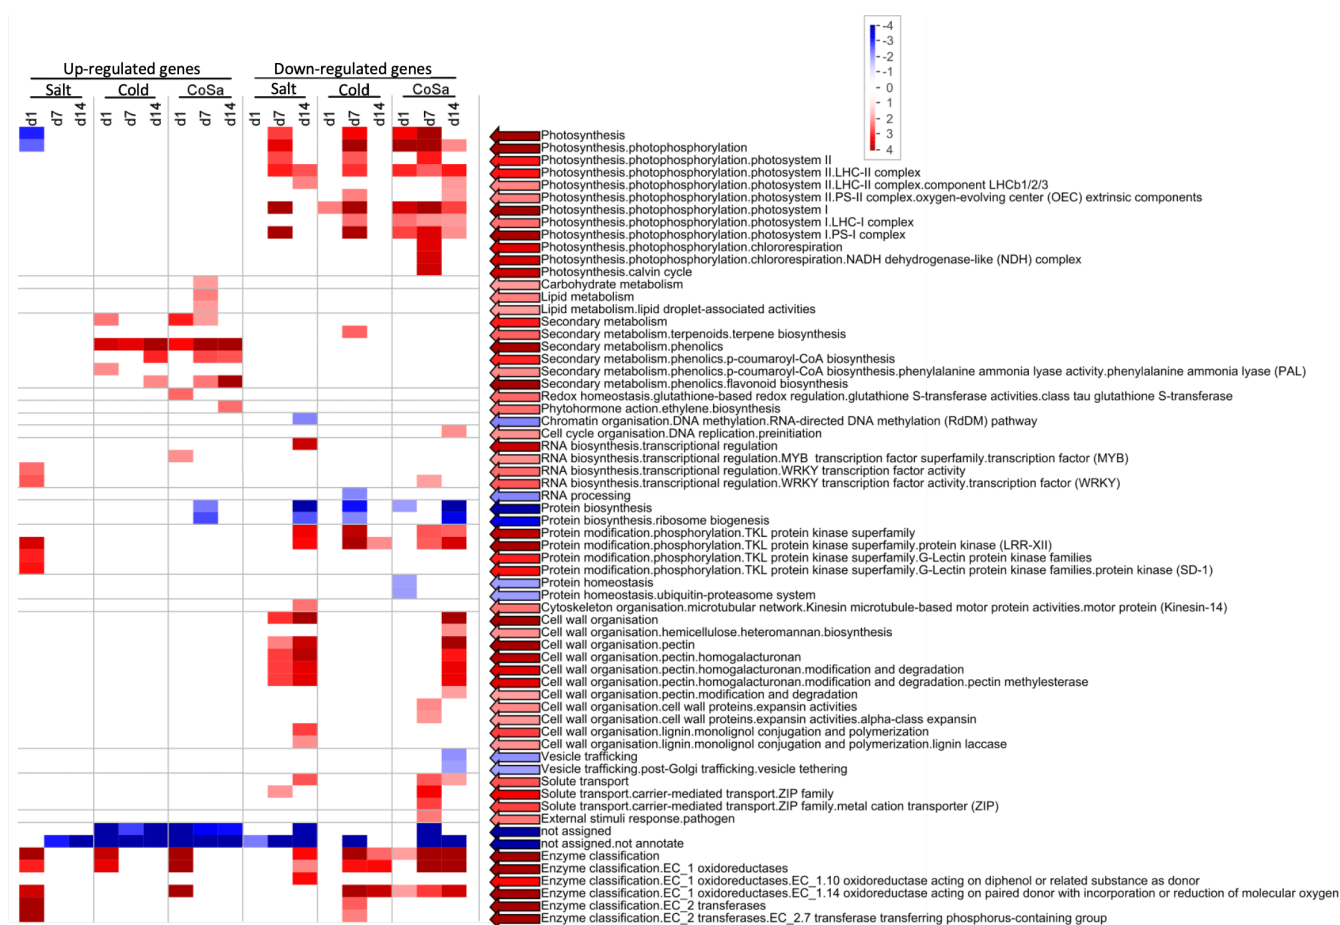 -4
-3
-2
-1
0
1
2
3
4
Up-regulated genes
Down-regulated genes
Salt
Cold
CoSa
Salt
Cold
CoSa
d1
d7
d14
d1
d7
d14
d1
d7
d14
d1
d7
d14
d1
d7
d14
d1
d7
d14
Photosynthesis
Photosynthesis.photophosphorylation
Photosynthesis.photophosphorylation.photosystem II
Photosynthesis.photophosphorylation.photosystem II.LHC-II complex
Photosynthesis.photophosphorylation.photosystem II.LHC-II complex.component LHCb1/2/3
Photosynthesis.photophosphorylation.photosystem II.PS-II complex.oxygen-evolving center (OEC) extrinsic components
Photosynthesis.photophosphorylation.photosystem I
Photosynthesis.photophosphorylation.photosystem I.LHC-I complex
Photosynthesis.photophosphorylation.photosystem I.PS-I complex
Photosynthesis.photophosphorylation.chlororespiration
Photosynthesis.photophosphorylation.chlororespiration.NADH dehydrogenase-like (NDH) complex
Photosynthesis.calvin cycle
Carbohydrate metabolism
Lipid metabolism
Lipid metabolism.lipid droplet-associated activities
Secondary metabolism
Secondary metabolism.terpenoids.terpene biosynthesis
Secondary metabolism.phenolics
Secondary metabolism.phenolics.p-coumaroyl-CoA biosynthesis
Secondary metabolism.phenolics.p-coumaroyl-CoA biosynthesis.phenylalanine ammonia lyase activity.phenylalanine ammonia lyase (PAL)
Secondary metabolism.phenolics.flavonoid biosynthesis
Redox homeostasis.glutathione-based redox regulation.glutathione S-transferase activities.class tau glutathione S-transferase
Phytohormone action.ethylene.biosynthesis
Chromatin organisation.DNA methylation.RNA-directed DNA methylation (RdDM) pathway
Cell cycle organisation.DNA replication.preinitiation
RNA biosynthesis.transcriptional regulation
RNA biosynthesis.transcriptional regulation.MYB transcription factor superfamily.transcription factor (MYB)
RNA biosynthesis.transcriptional regulation.WRKY transcription factor activity
RNA biosynthesis.transcriptional regulation.WRKY transcription factor activity.transcription factor (WRKY)
RNA processing
Protein biosynthesis
Protein biosynthesis.ribosome biogenesis
Protein modification.phosphorylation.TKL protein kinase superfamily
Protein modification.phosphorylation.TKL protein kinase superfamily.protein kinase (LRR-XII)
Protein modification.phosphorylation.TKL protein kinase superfamily.G-Lectin protein kinase families
Protein modification.phosphorylation.TKL protein kinase superfamily.G-Lectin protein kinase families.protein kinase (SD-1)
Protein homeostasis
Protein homeostasis.ubiquitin-proteasome system
Cytoskeleton organisation.microtubular network.Kinesin microtubule-based motor protein activities.motor protein (Kinesin-14)
Cell wall organisation
Cell wall organisation.hemicellulose.heteromannan.biosynthesis
Cell wall organisation.pectin
Cell wall organisation.pectin.homogalacturonan
Cell wall organisation.pectin.homogalacturonan.modification and degradation
Cell wall organisation.pectin.homogalacturonan.modification and degradation.pectin methylesterase
Cell wall organisation.pectin.modification and degradation
Cell wall organisation.cell wall proteins.expansin activities
Cell wall organisation.cell wall proteins.expansin activities.alpha-class expansin
Cell wall organisation.lignin.monolignol conjugation and polymerization
Cell wall organisation.lignin.monolignol conjugation and polymerization.lignin laccase
Vesicle trafficking
Vesicle trafficking.post-Golgi trafficking.vesicle tethering
Solute transport
Solute transport.carrier-mediated transport.ZIP family
Solute transport.carrier-mediated transport.ZIP family.metal cation transporter (ZIP)
External stimuli response.pathogen
not assigned
not assigned.not annotate
Enzyme classification
Enzyme classification.EC_1 oxidoreductases
Enzyme classification.EC_1 oxidoreductases.EC_1.10 oxidoreductase acting on diphenol or related substance as donor
Enzyme classification.EC_1 oxidoreductases.EC_1.14 oxidoreductase acting on paired donor with incorporation or reduction of molecular oxygen
Enzyme classification.EC_2 transferases
Enzyme classification.EC_2 transferases.EC_2.7 transferase transferring phosphorus-containing group